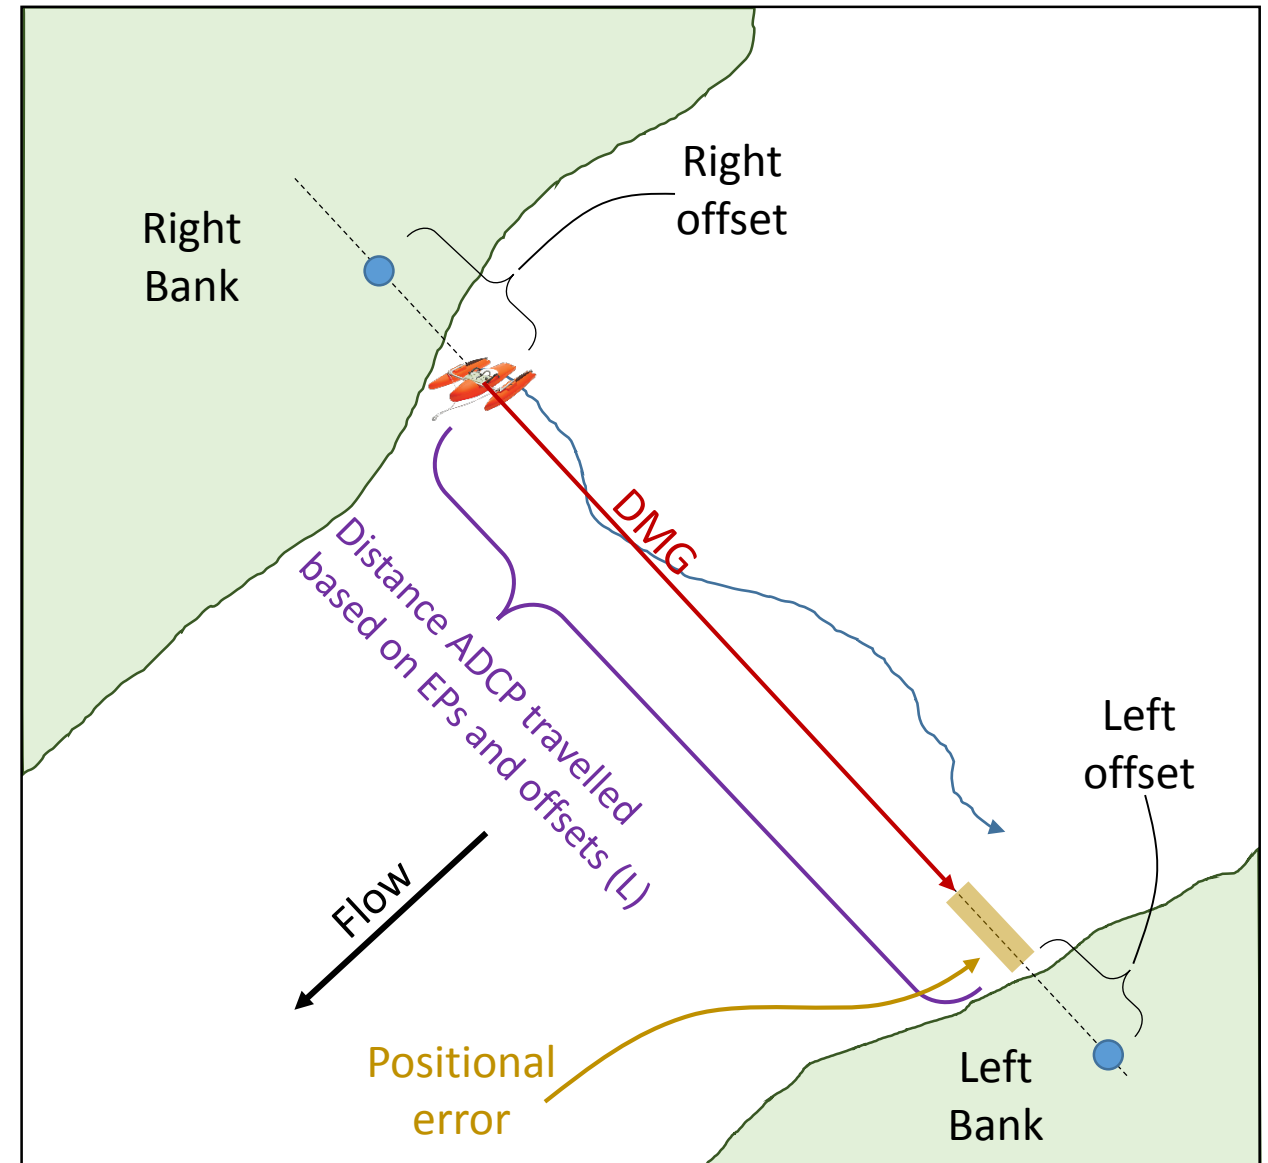 Right
offset
Right
Bank
DMG
Distance ADCP travelled
based on EPs and offsets (L)
Left
offset
Flow
Positional
error
Left
Bank